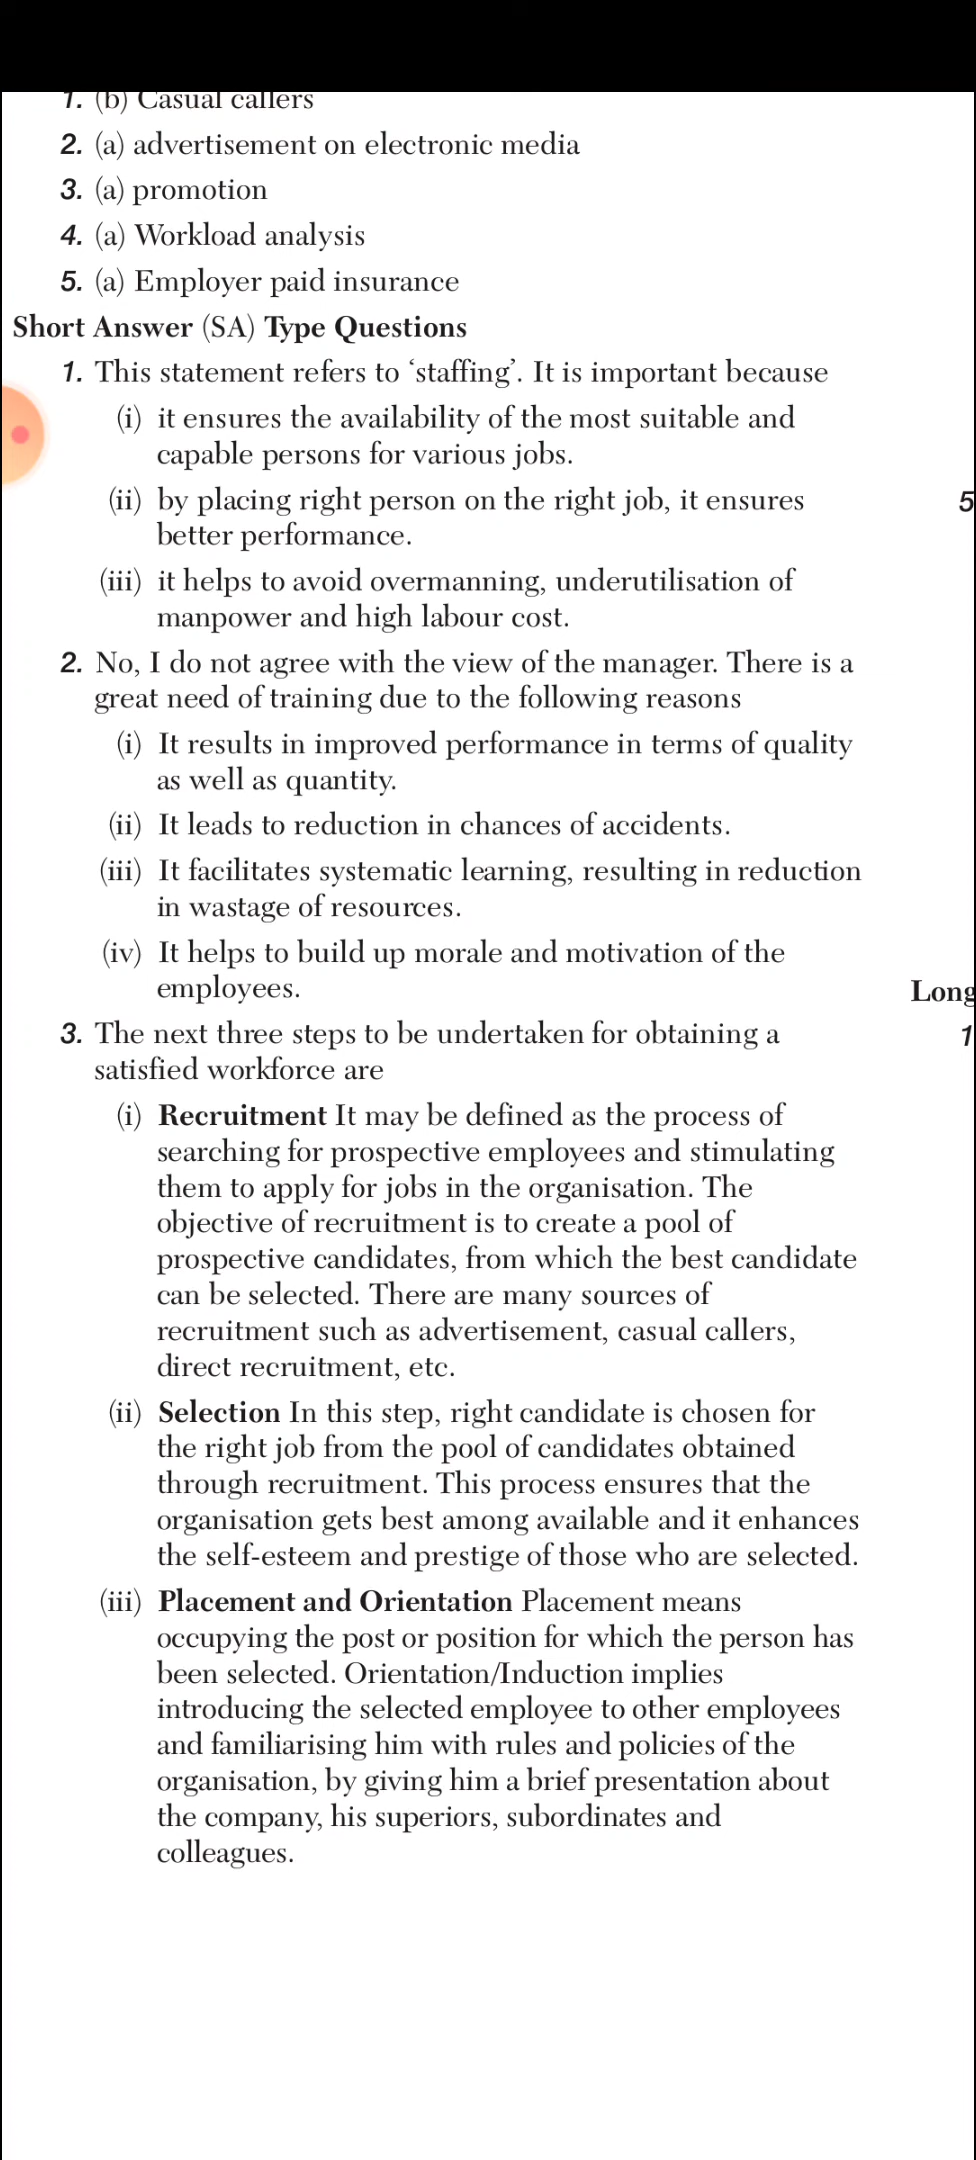 1. (b) Casual callers
2. (a) advertisement on electronic media
3. (a) promotion
4. (a) Workload analysis
5. (a) Employer paid insurance
Short Answer (SA) Type Questions
1. This statement refers to ‘staffing’. It is important because
(i) it ensures the availability of the most suitable and
capable persons for various jobs.
(ii) by placing right person on the right job, it ensures
better performance.
(iii) it helps to avoid overmanning, underutilisation of
manpower and high labour cost.
2. No, I do not agree with the view of the manager. There is a
great need of training due to the following reasons
(i) It results in improved performance in terms of quality
as well as quantity.
(ii) It leads to reduction in chances of accidents.
(iii) It facilitates systematic learning, resulting in reduction
in wastage of resources.
(iv) It helps to build up morale and motivation of the
employees.
3. The next three steps to be undertaken for obtaining a
satisfied workforce are
(i) Recruitment It may be defined as the process of
searching for prospective employees and stimulating
them to apply for jobs in the organisation. The
objective of recruitment is to create a pool of
prospective candidates, from which the best candidate
can be selected. There are many sources of
recruitment such as advertisement, casual callers,
direct recruitment, etc.
(ii) Selection In this step, right candidate is chosen for
the right job from the pool of candidates obtained
through recruitment. This process ensures that the
organisation gets best among available and it enhances
the self-esteem and prestige of those who are selected.
(iii) Placement and Orientation Placement means
occupying the post or position for which the person has
been selected. Orientation/Induction implies
introducing the selected employee to other employees
and familiarising him with rules and policies of the
organisation, by giving him a brief presentation about
the company, his superiors, subordinates and
colleagues.
5
Long
1